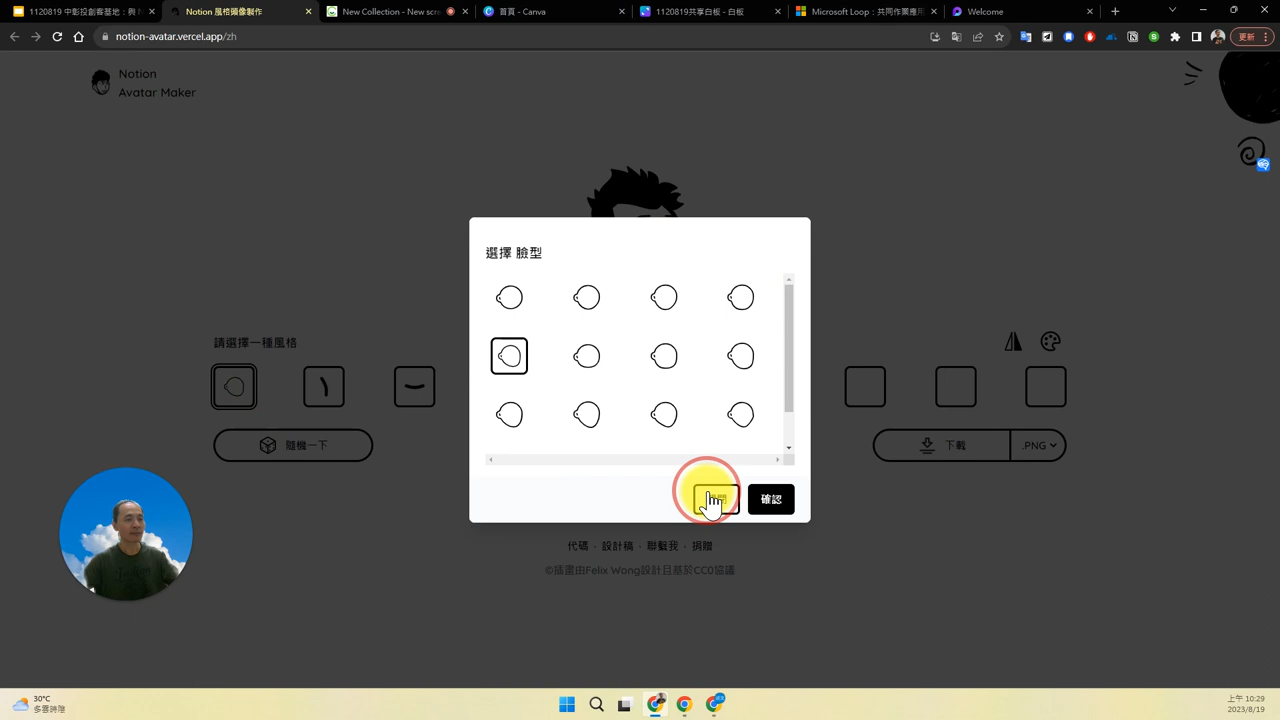 1120819 中彰投創客基地：與 N
Notion 風格頭像製作
New Collection - New scre
首頁 - Canva
1120819共享白板 - 白板
Microsoft Loop：共同作業應用
Welcome
notion-avatar.vercel.app/zh
更新
Notion
Avatar Maker
選擇 臉型
請選擇一種風格
隨機一下
下載
.PNG
確認
代碼 · 設計稿 · 聯繫我 · 捐贈
©插畫由Felix Wong設計且基於CC0協議
30°C
多雲時陰
上午 10:29
2023/8/19